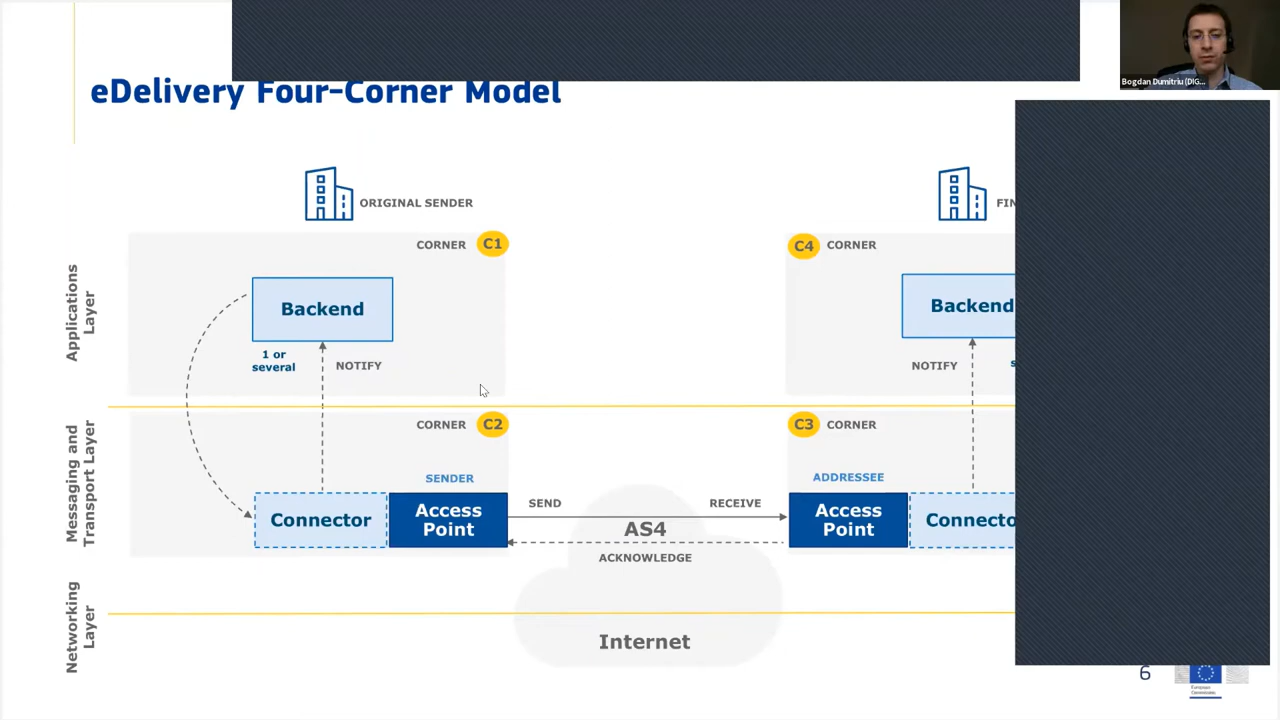 Bogdan Dumitriu (DIG...
eDelivery Four-Corner Model
ORIGINAL SENDER
FIN
CORNER C1
C4 CORNER
Applications
Layer
Backend
Backend
1 or
several
NOTIFY
NOTIFY
s
CORNER C2
C3 CORNER
Messaging and
Transport Layer
SENDER
ADDRESSEE
Connector
Access
Point
SEND
RECEIVE
AS4
ACKNOWLEDGE
Access
Point
Connecto
Networking
Layer
Internet
6
European
Commission